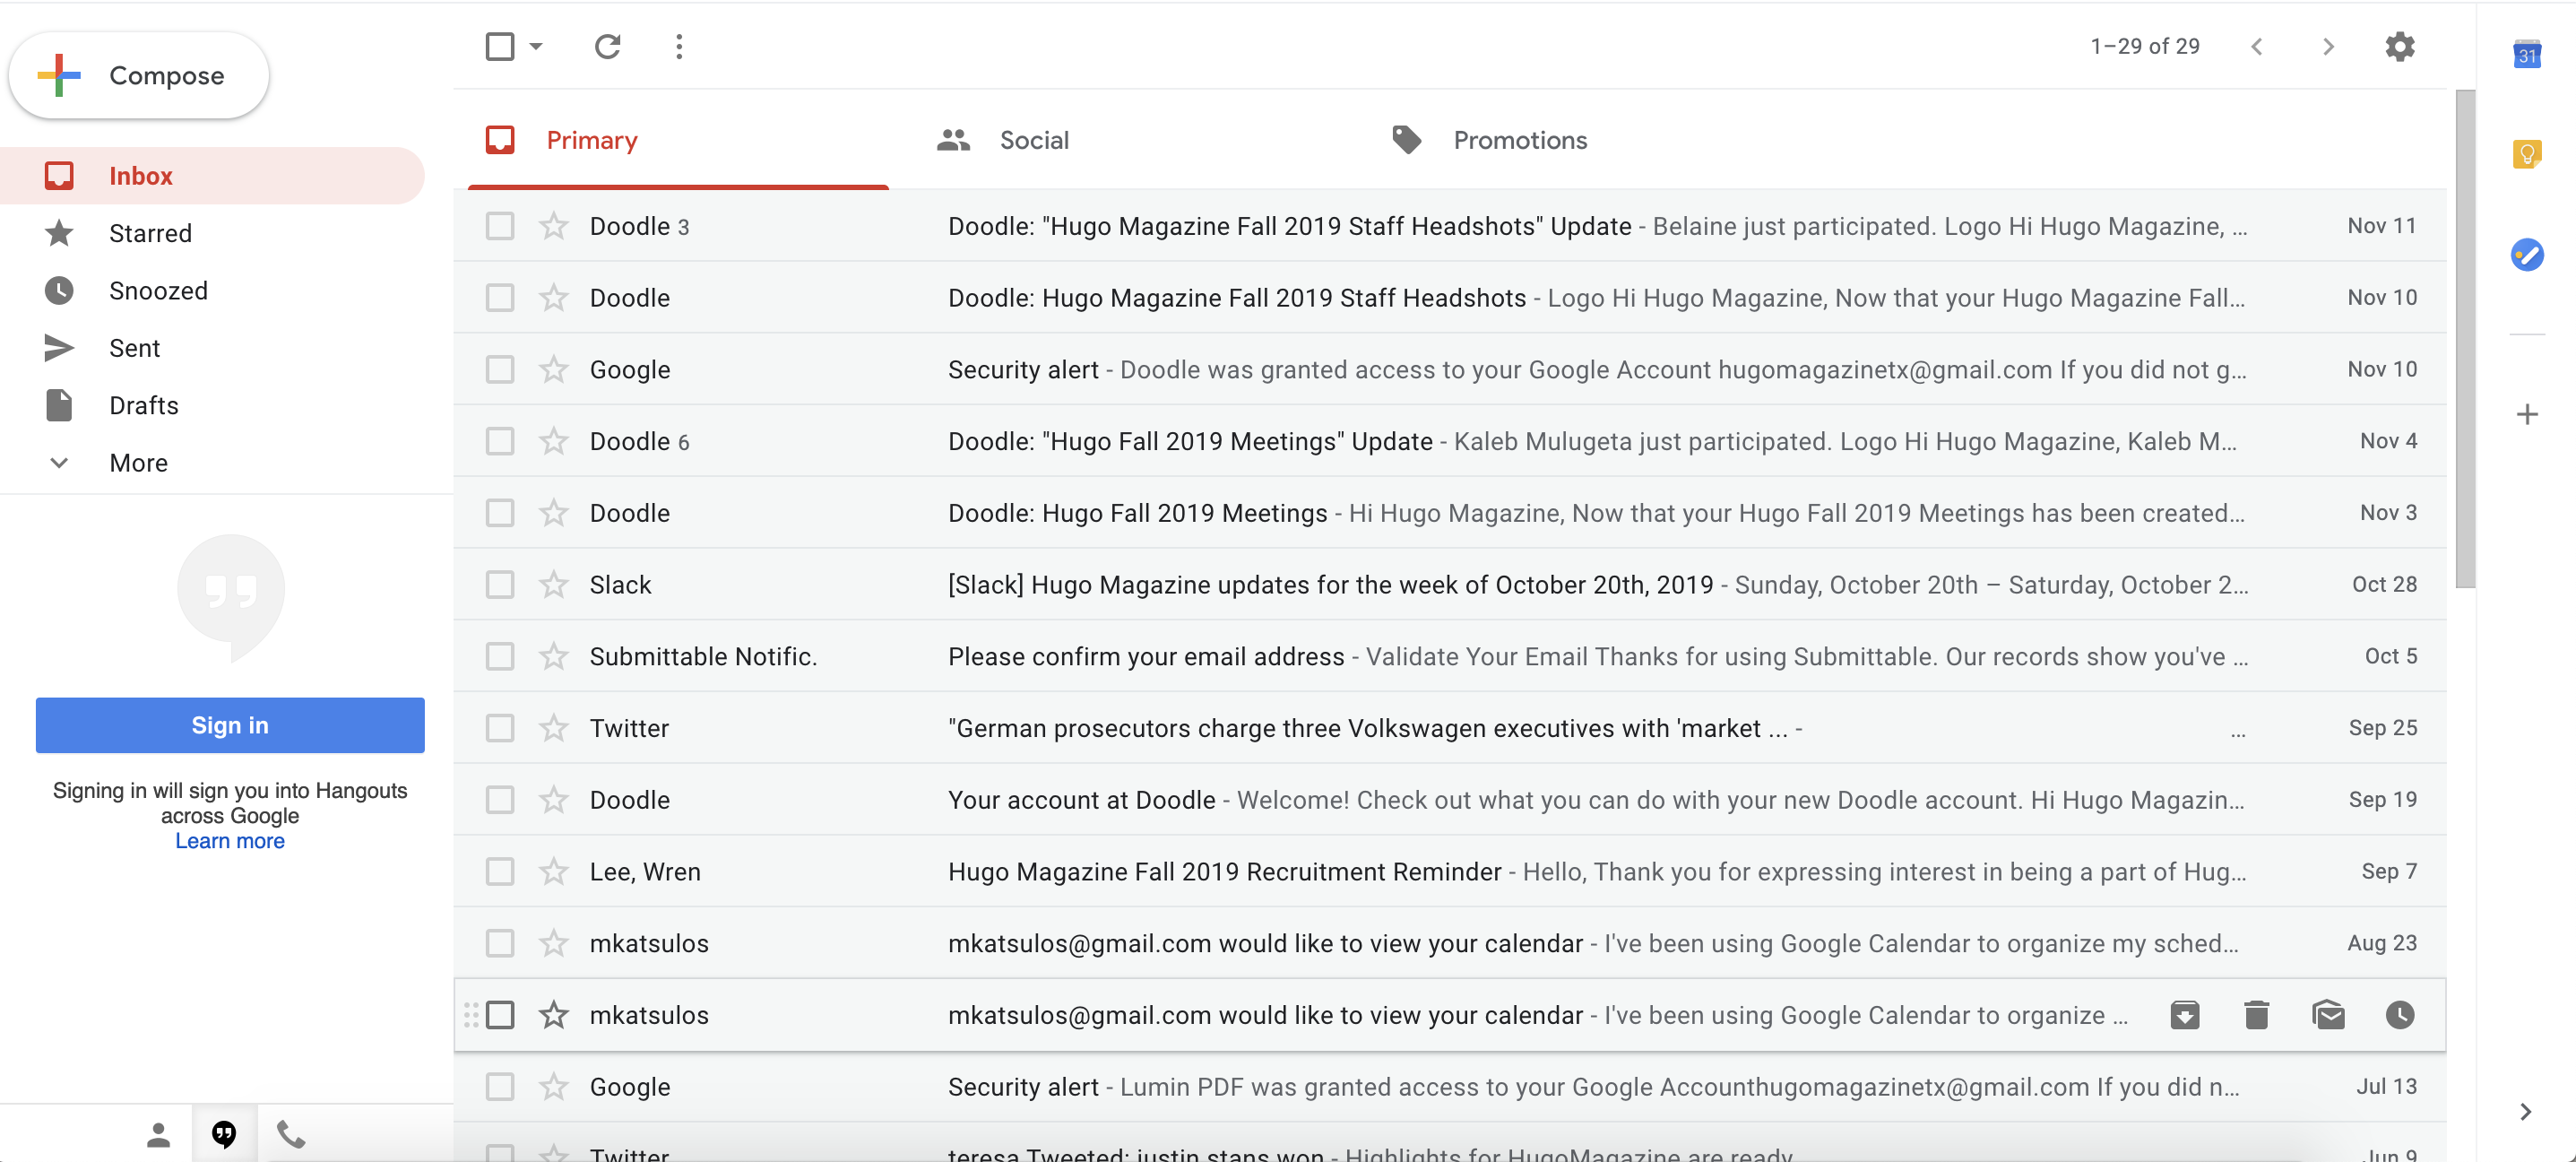 Compose
Inbox
Starred
Snoozed
Sent
Drafts
More
Sign in
Signing in will sign you into Hangouts
across Google
Learn more
1–29 of 29
Primary Social Promotions
Doodle 3 Doodle: "Hugo Magazine Fall 2019 Staff Headshots" Update - Belaine just participated. Logo Hi Hugo Magazine, ... Nov 11
Doodle Doodle: Hugo Magazine Fall 2019 Staff Headshots - Logo Hi Hugo Magazine, Now that your Hugo Magazine Fall... Nov 10
Google Security alert - Doodle was granted access to your Google Account hugomagazinetx@gmail.com If you did not g... Nov 10
Doodle 6 Doodle: "Hugo Fall 2019 Meetings" Update - Kaleb Mulugeta just participated. Logo Hi Hugo Magazine, Kaleb M... Nov 4
Doodle Doodle: Hugo Fall 2019 Meetings - Hi Hugo Magazine, Now that your Hugo Fall 2019 Meetings has been created... Nov 3
Slack [Slack] Hugo Magazine updates for the week of October 20th, 2019 - Sunday, October 20th – Saturday, October 2... Oct 28
Submittable Notific. Please confirm your email address - Validate Your Email Thanks for using Submittable. Our records show you've ... Oct 5
Twitter "German prosecutors charge three Volkswagen executives with 'market ... - ... Sep 25
Doodle Your account at Doodle - Welcome! Check out what you can do with your new Doodle account. Hi Hugo Magazin... Sep 19
Lee, Wren Hugo Magazine Fall 2019 Recruitment Reminder - Hello, Thank you for expressing interest in being a part of Hug... Sep 7
mkatsulos mkatsulos@gmail.com would like to view your calendar - I've been using Google Calendar to organize my sched... Aug 23
mkatsulos mkatsulos@gmail.com would like to view your calendar - I've been using Google Calendar to organize ...
Google Security alert - Lumin PDF was granted access to your Google Accounthugomagazinetx@gmail.com If you did n... Jul 13
Twitter teresa Tweeted: justin stans won - Highlights for HugoMagazine are ready Jun 9
31